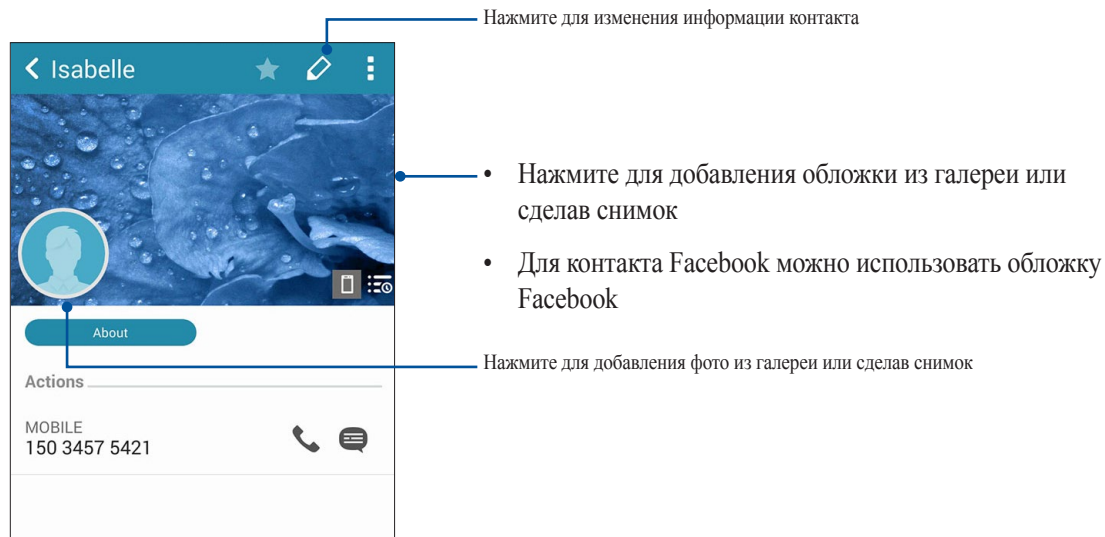 Нажмите для изменения информации контакта
Isabelle
• Нажмите для добавления обложки из галереи или
сделав снимок
• Для контакта Facebook можно использовать обложку
Facebook
About
Нажмите для добавления фото из галереи или сделав снимок
Actions
MOBILE
150 3457 5421